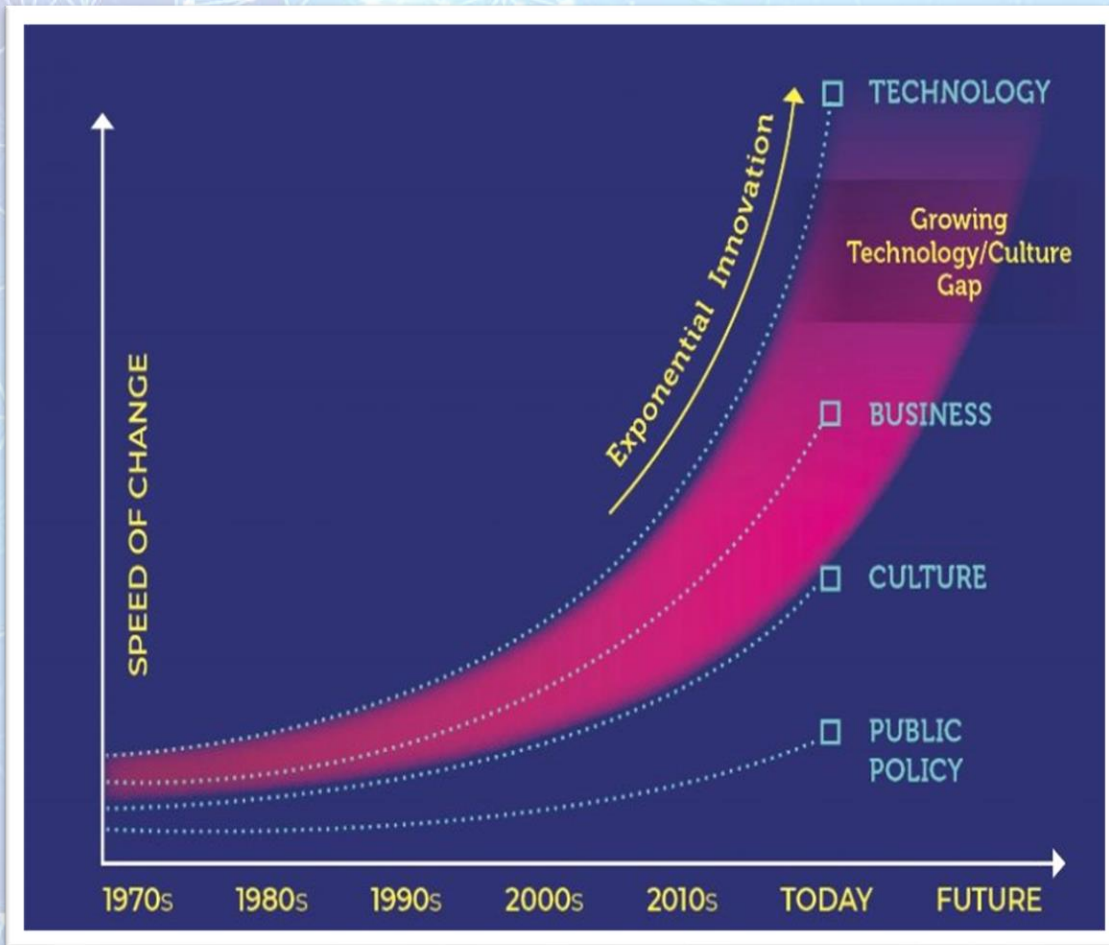 TECHNOLOGY
Exponential Innovation
Growing
Technology/Culture
Gap
SPEED OF CHANGE
BUSINESS
CULTURE
PUBLIC
POLICY
1970s 1980s 1990s 2000s 2010s TODAY FUTURE